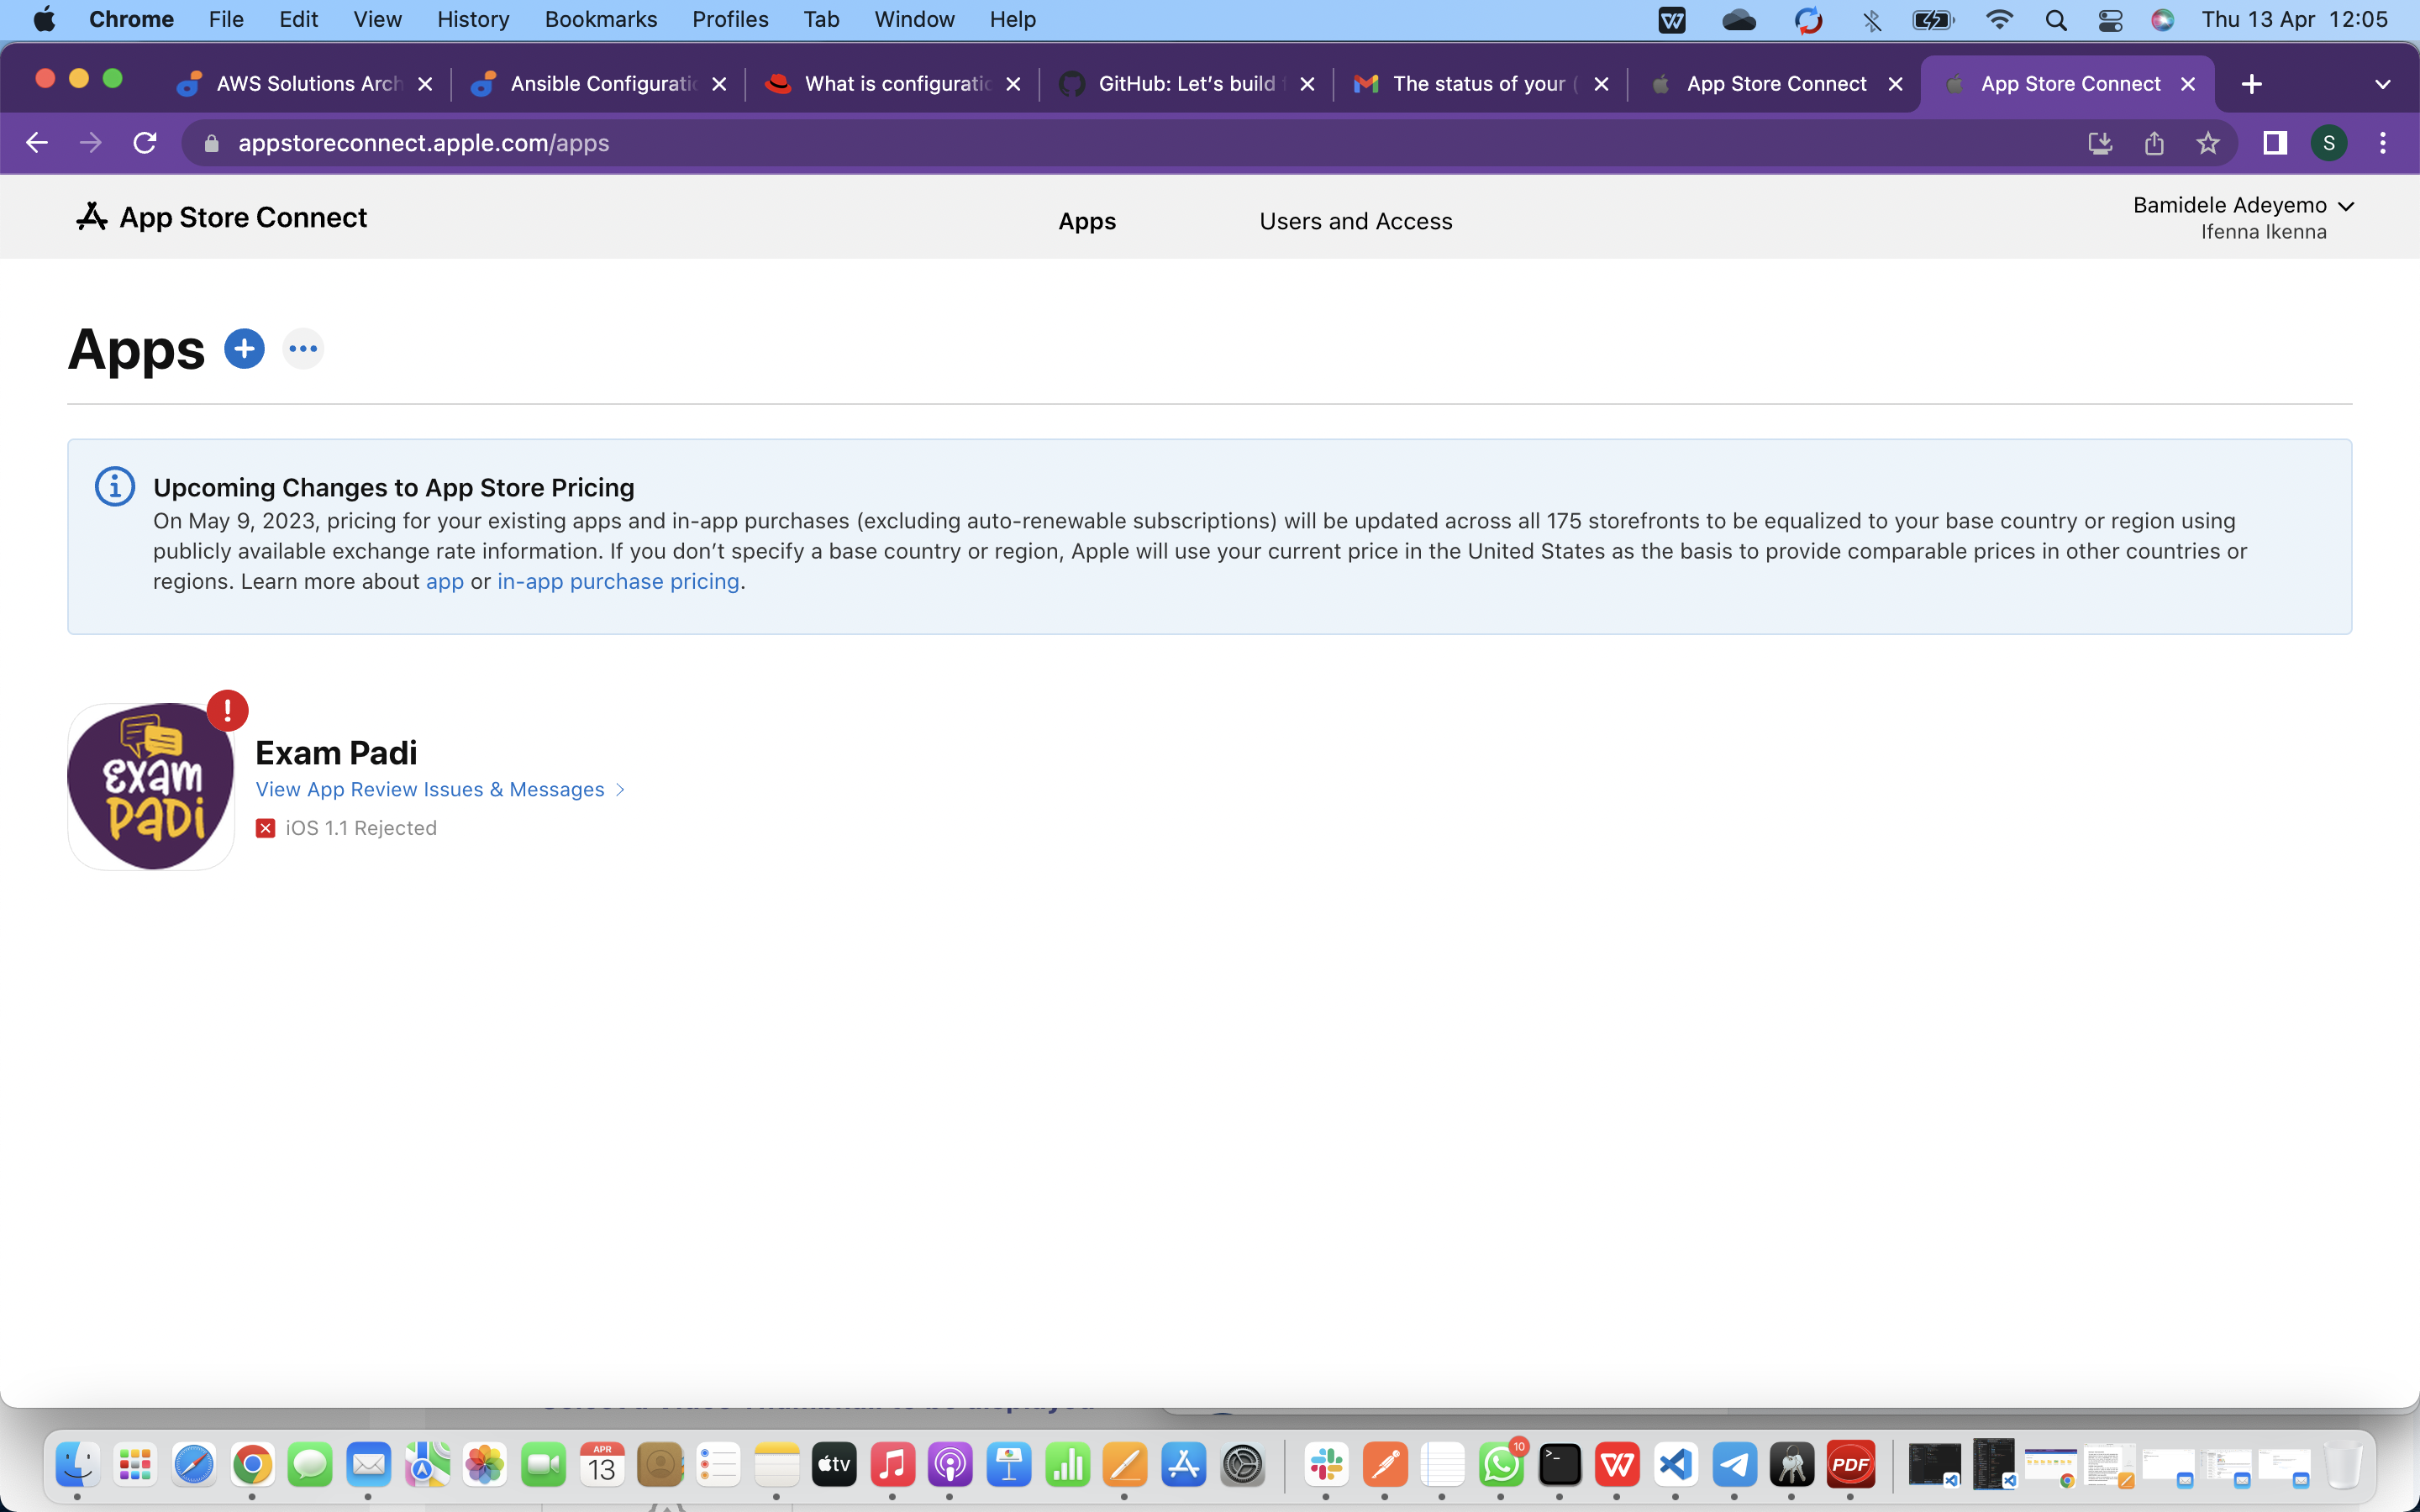 Chrome File Edit View History Bookmarks Profiles Tab Window Help Thu 13 Apr 12:05
AWS Solutions Arch Ansible Configuratio What is configuratio GitHub: Let's build The status of your App Store Connect App Store Connect
appstoreconnect.apple.com/apps S
App Store Connect Apps Users and Access Bamidele Adeyemo
Ifenna Ikenna
Apps
Upcoming Changes to App Store Pricing
On May 9, 2023, pricing for your existing apps and in-app purchases (excluding auto-renewable subscriptions) will be updated across all 175 storefronts to be equalized to your base country or region using
publicly available exchange rate information. If you don’t specify a base country or region, Apple will use your current price in the United States as the basis to provide comparable prices in other countries or
regions. Learn more about app or in-app purchase pricing.
Exam
Padi
Exam Padi
View App Review Issues & Messages >
iOS 1.1 Rejected
APR
13
tv
10
PDF